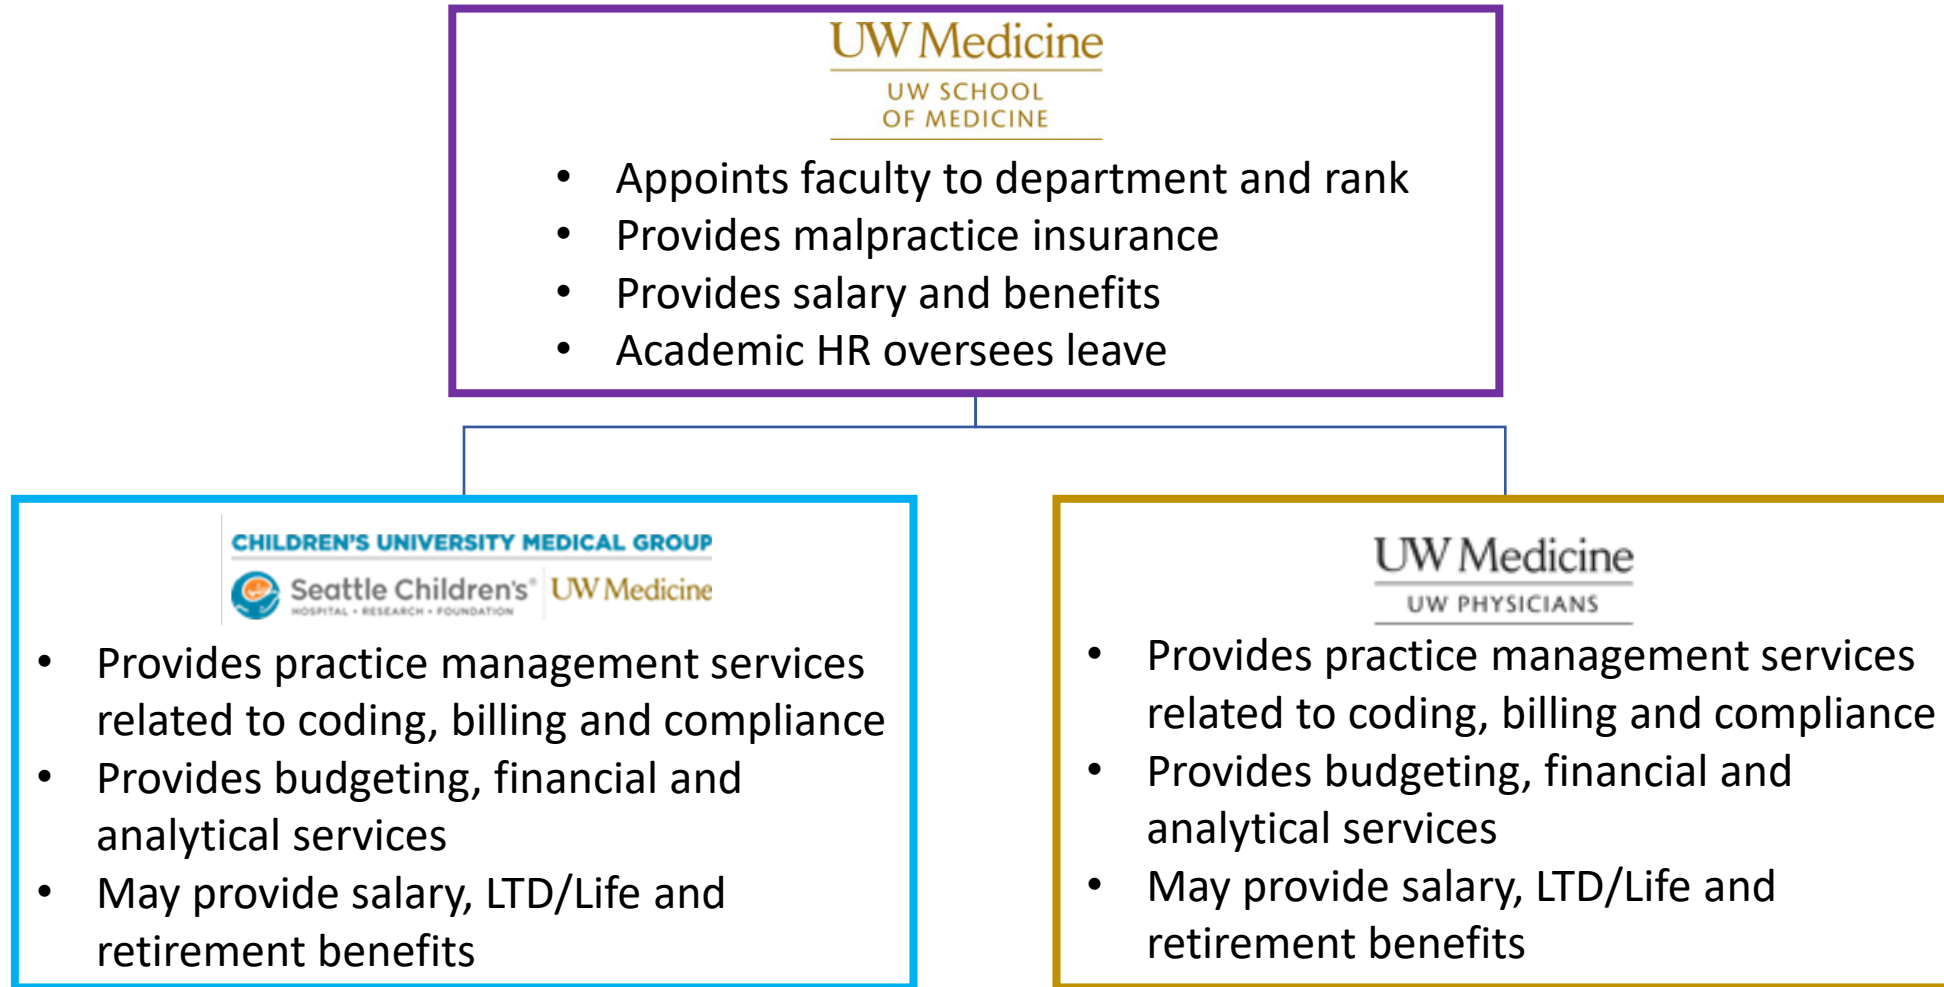 UW Medicine
UW SCHOOL
OF MEDICINE
• Appoints faculty to department and rank
• Provides malpractice insurance
• Provides salary and benefits
• Academic HR oversees leave
CHILDREN'S UNIVERSITY MEDICAL GROUP
Seattle Children's® UW Medicine
HOSPITAL • RESEARCH • FOUNDATION
• Provides practice management services
related to coding, billing and compliance
• Provides budgeting, financial and
analytical services
• May provide salary, LTD/Life and
retirement benefits
UW Medicine
UW PHYSICIANS
• Provides practice management services
related to coding, billing and compliance
• Provides budgeting, financial and
analytical services
• May provide salary, LTD/Life and
retirement benefits